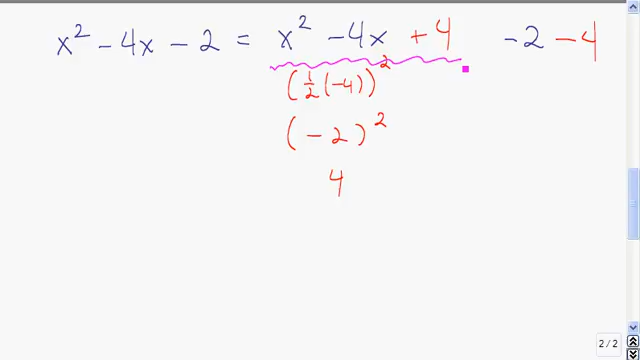 x² - 4x - 2 = x² - 4x + 4 - 2 - 4
(½(-4))²
(-2)²
4
2 / 2